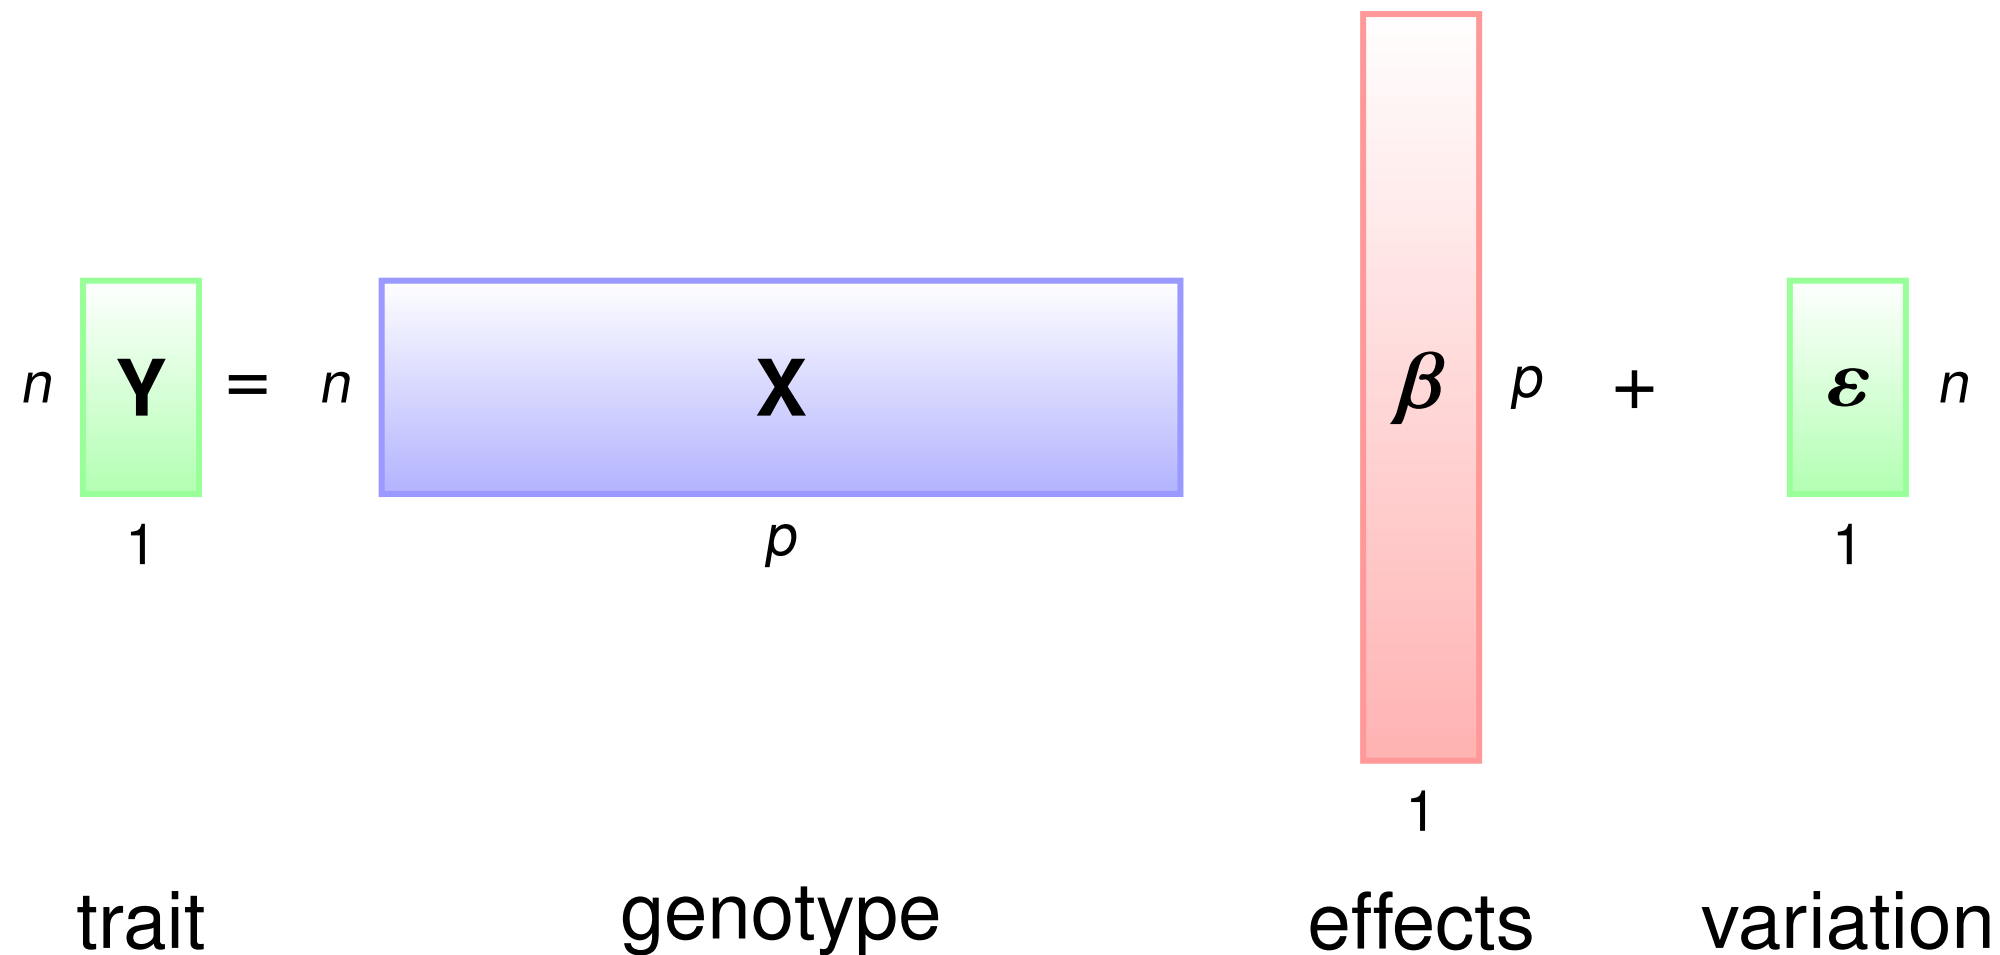 n Y = n X β p + ε n
1 p 1 1
trait genotype effects variation